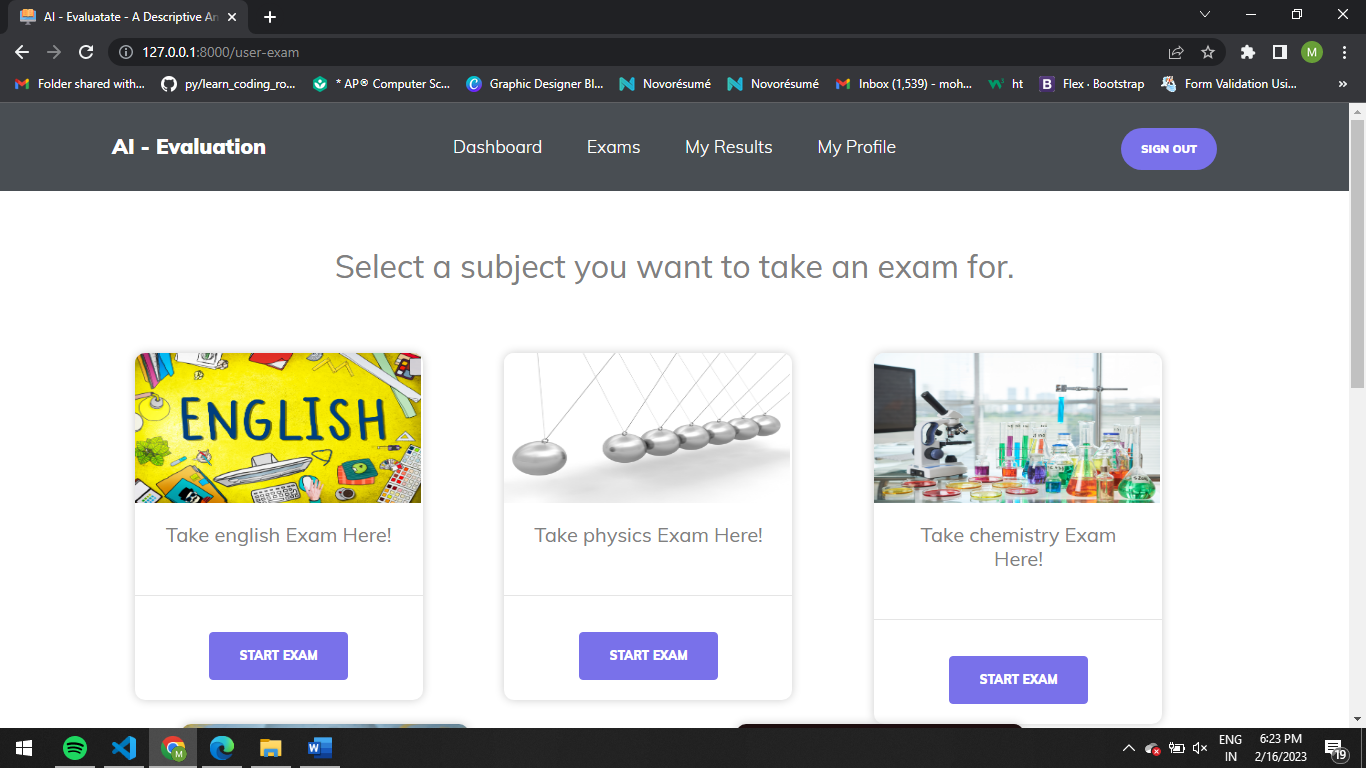 AI - Evaluatate - A Descriptive An
127.0.0.1:8000/user-exam
M
Folder shared with...
py/learn_coding_ro...
* AP® Computer Sc...
Graphic Designer Bl...
Novorésumé
Novorésumé
Inbox (1,539) - moh...
ht
B
Flex · Bootstrap
Form Validation Usi...
»
AI - Evaluation
Dashboard
Exams
My Results
My Profile
SIGN OUT
Select a subject you want to take an exam for.
ENGLISH
Take english Exam Here!
START EXAM
Take physics Exam Here!
START EXAM
Take chemistry Exam
Here!
START EXAM
M
W
ENG
IN
6:23 PM
2/16/2023
19